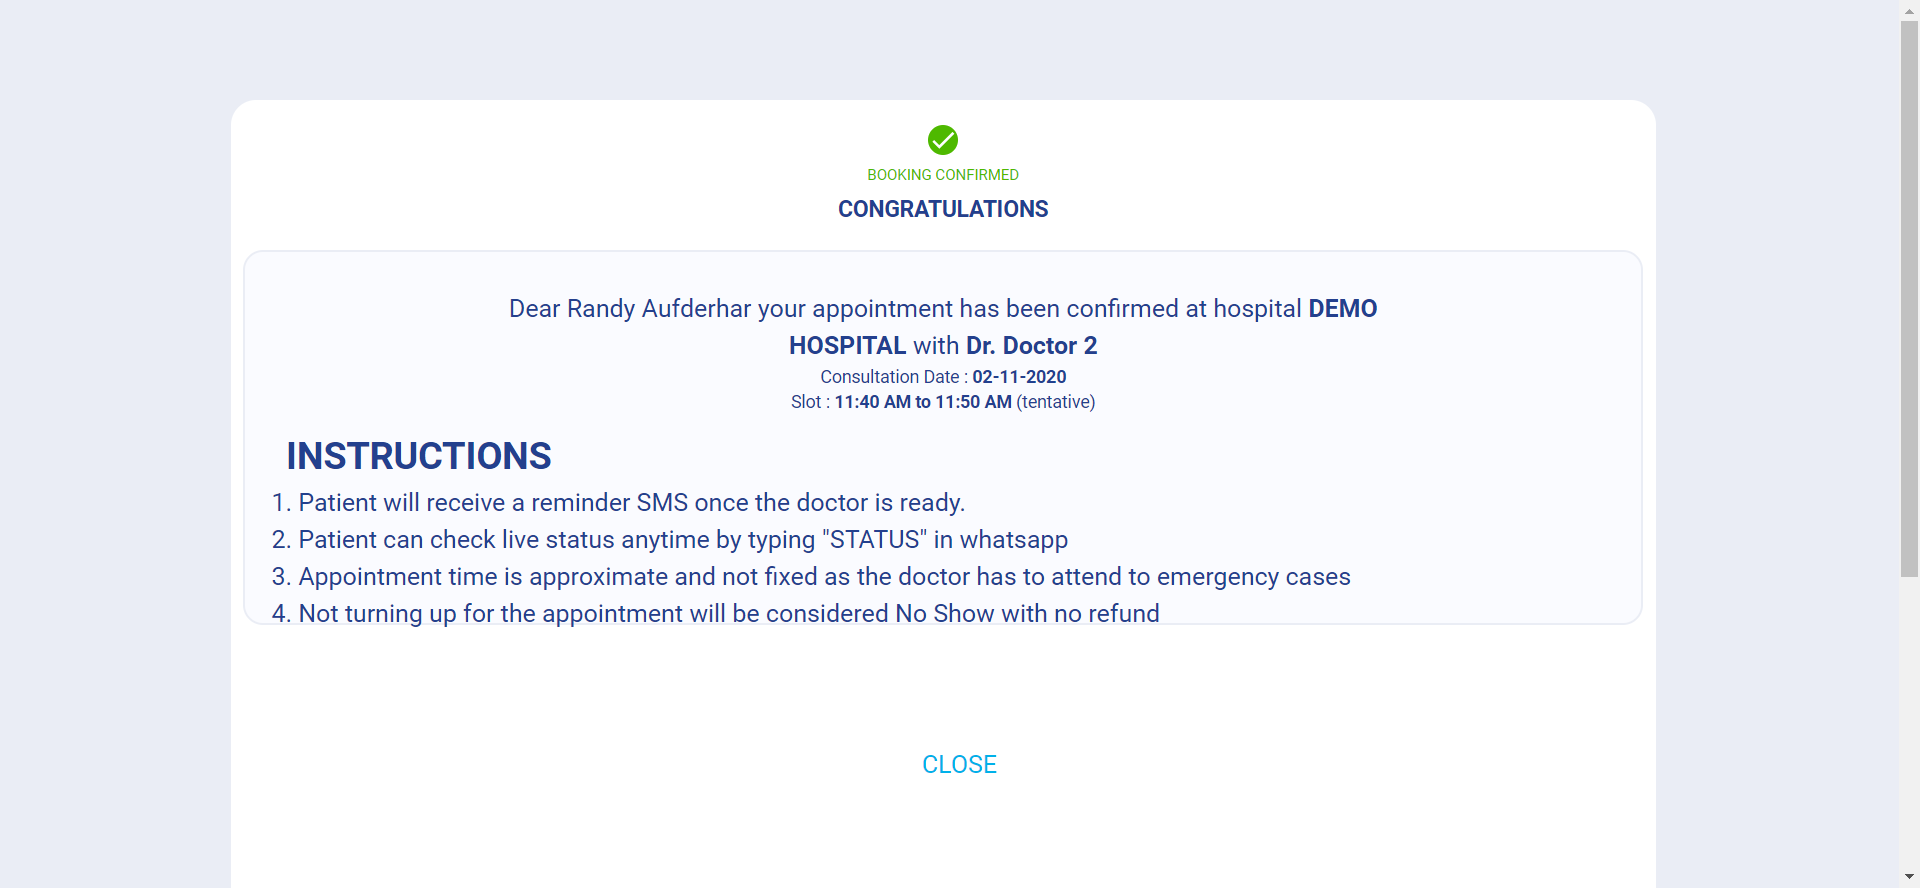 BOOKING CONFIRMED
CONGRATULATIONS
Dear Randy Aufderhar your appointment has been confirmed at hospital DEMO
HOSPITAL with Dr. Doctor 2
Consultation Date : 02-11-2020
Slot : 11:40 AM to 11:50 AM (tentative)
INSTRUCTIONS
1. Patient will receive a reminder SMS once the doctor is ready.
2. Patient can check live status anytime by typing "STATUS" in whatsapp
3. Appointment time is approximate and not fixed as the doctor has to attend to emergency cases
4. Not turning up for the appointment will be considered No Show with no refund
CLOSE